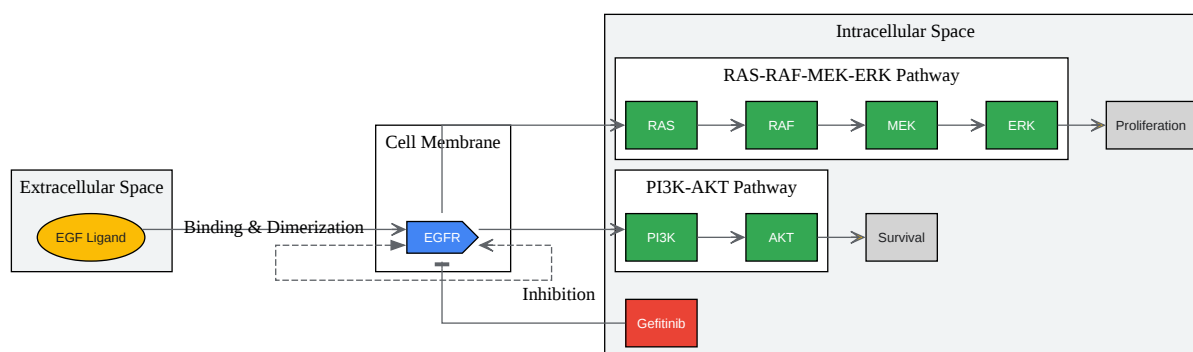 Intracellular Space
RAS-RAF-MEK-ERK Pathway
RAS
RAF
MEK
ERK
Proliferation
Cell Membrane
Extracellular Space
PI3K-AKT Pathway
EGF Ligand
Binding & Dimerization
EGFR
PI3K
AKT
Survival
Inhibition
Gefitinib